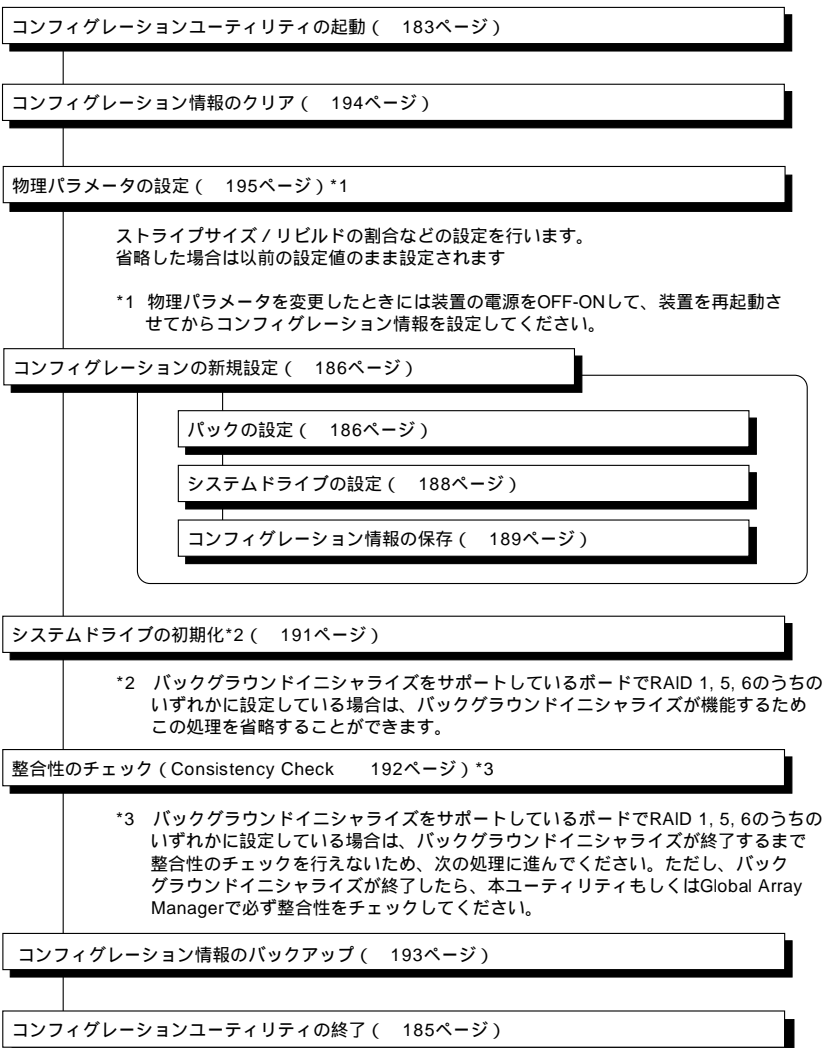 コンフィグレーションユーティリティの起動（　183ページ）
コンフィグレーション情報のクリア（　194ページ）
物理パラメータの設定（　195ページ）*1
ストライプサイズ / リビルドの割合などの設定を行います。
省略した場合は以前の設定値のまま設定されます
*1 物理パラメータを変更したときには装置の電源をOFF-ONして、装置を再起動さ
せてからコンフィグレーション情報を設定してください。
コンフィグレーションの新規設定（　186ページ）
パックの設定（　186ページ）
システムドライブの設定（　188ページ）
コンフィグレーション情報の保存（　189ページ）
システムドライブの初期化*2（　191ページ）
*2 バックグラウンドイニシャライズをサポートしているボードでRAID 1, 5, 6のうちの
いずれかに設定している場合は、バックグラウンドイニシャライズが機能するため
この処理を省略することができます。
整合性のチェック（Consistency Check　192ページ）*3
*3 バックグラウンドイニシャライズをサポートしているボードでRAID 1, 5, 6のうちの
いずれかに設定している場合は、バックグラウンドイニシャライズが終了するまで
整合性のチェックを行えないため、次の処理に進んでください。ただし、バック
グラウンドイニシャライズが終了したら、本ユーティリティもしくはGlobal Array
Managerで必ず整合性をチェックしてください。
コンフィグレーション情報のバックアップ（　193ページ）
コンフィグレーションユーティリティの終了（　185ページ）